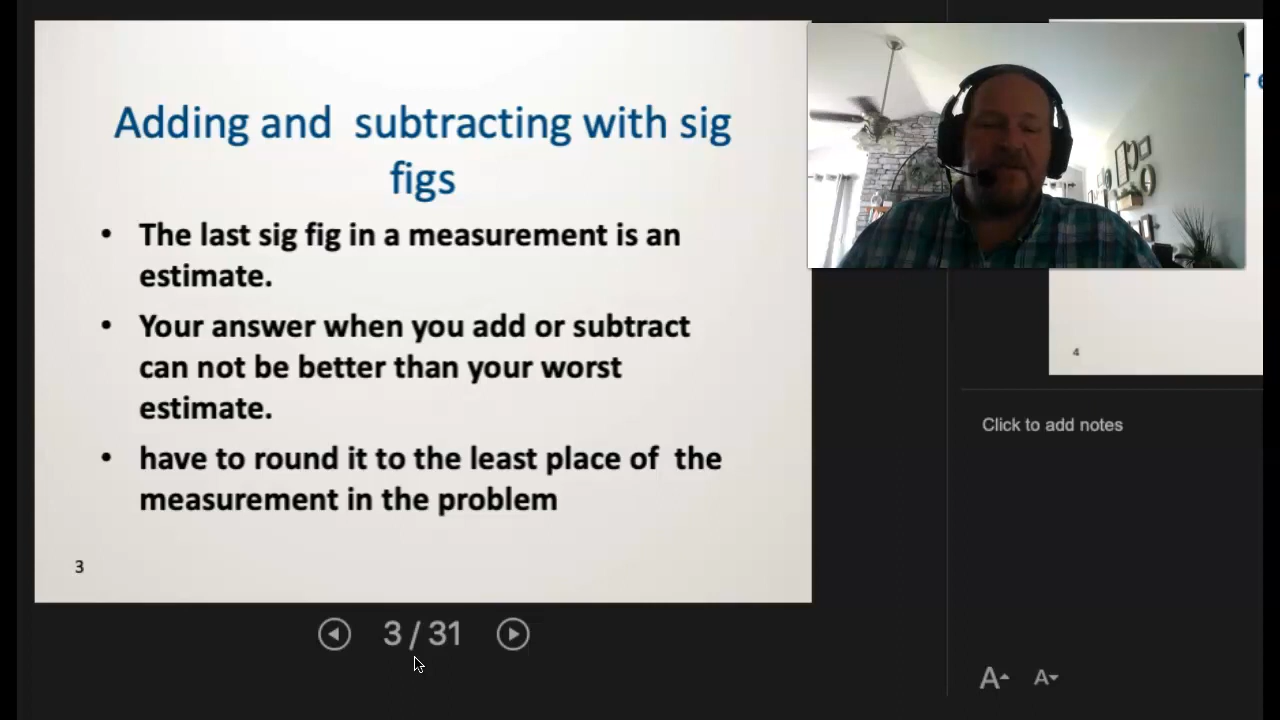 Adding and  subtracting with sig
figs
• The last sig fig in a measurement is an
estimate.
• Your answer when you add or subtract
can not be better than your worst
estimate.
• have to round it to the least place of  the
measurement in the problem
3
3 / 31
4
Click to add notes
A
A